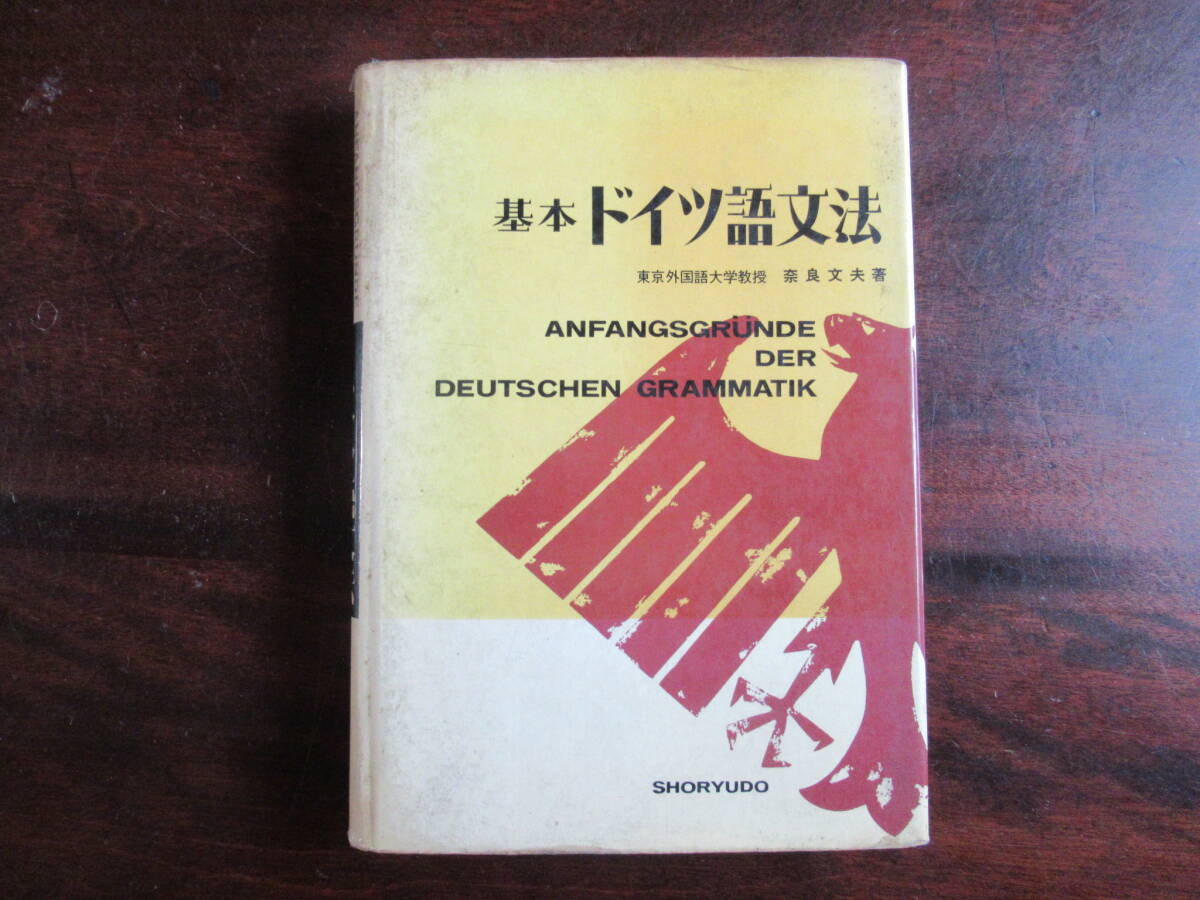 基本ドイツ語文法
東京外国語大学教授 奈良文夫著
ANFANGSGRÜNDE
DER
DEUTSCHEN GRAMMATIK
SHORYUDO